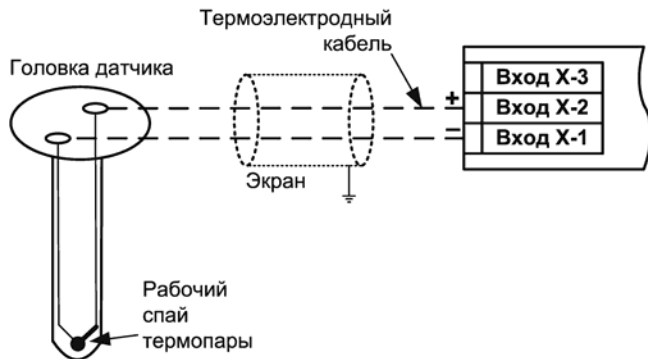 Термоэлектродный
кабель
Головка датчика
+
Вход X-3
Вход X-2
−
Вход X-1
Экран
Рабочий
спай
термопары